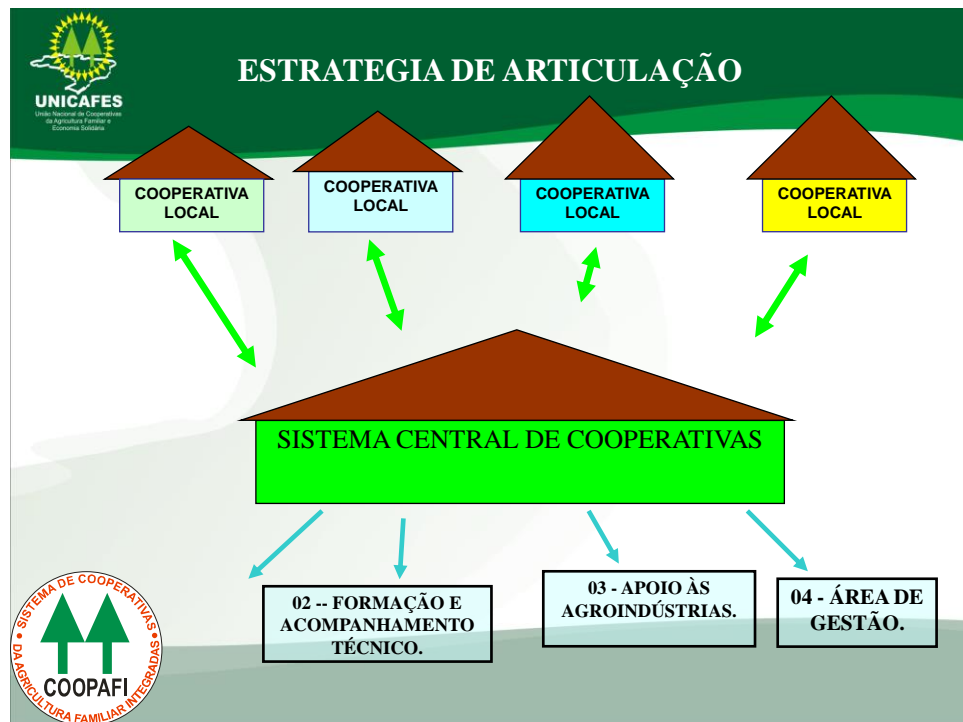 UNICAFES
União Nacional de Cooperativas
da Agricultura Familiar e
Economia Solidária
ESTRATEGIA DE ARTICULAÇÃO
COOPERATIVA
LOCAL
COOPERATIVA
LOCAL
COOPERATIVA
LOCAL
COOPERATIVA
LOCAL
SISTEMA CENTRAL DE COOPERATIVAS
02 -- FORMAÇÃO E
ACOMPANHAMENTO
TÉCNICO.
03 - APOIO ÀS
AGROINDÚSTRIAS.
04 - ÁREA DE
GESTÃO.
• SISTEMA DE COOPERATIVAS •
DA AGRICULTURA FAMILIAR INTEGRADAS
COOPAFI